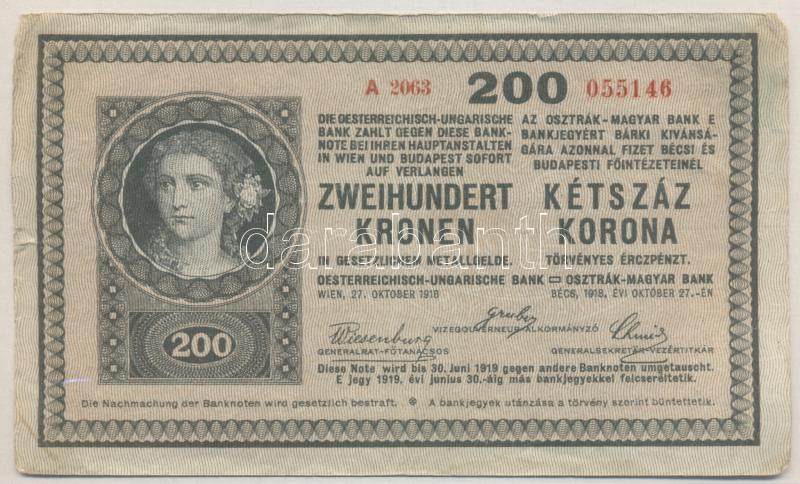 A 2063 200 055146
DIE OESTERREICHISCH-UNGARISCHE
BANK ZAHLT GEGEN DIESE BANK-
NOTE BEI IHREN HAUPTANSTALTEN
IN WIEN UND BUDAPEST SOFORT
AUF VERLANGEN
ZWEIHUNDERT
KRONEN
IN GESETZLICHEM METALLGELDE.
OESTERREICHISCH-UNGARISCHE BANK
WIEN, 27. OKTOBER 1918
AZ OSZTRÁK-MAGYAR BANK E
BANKJEGYÉRT BÁRKI KIVÁNSÁ-
GÁRA AZONNAL FIZET BÉCSI ÉS
BUDAPESTI FŐINTÉZETEINÉL
KÉTSZÁZ
KORONA
TÖRVÉNYES ÉRCZPÉNZT.
OSZTRÁK-MAGYAR BANK
BÉCS, 1918. ÉVI OKTÓBER 27.-ÉN
darabanth
200
Gruber
VIZEGOUVERNEUR ALKORMÁNYZÓ
Wiesenburg
GENERALRAT-FŐTANÁCSOS
Schmid
GENERALSEKRETÄR-VEZÉRTITKÁR
Diese Note wird bis 30. Juni 1919 gegen andere Banknoten umgetauscht.
E jegy 1919. évi junius 30.-áig más bankjegyekkel felcseréltetik.
Die Nachmachung der Banknoten wird gesetzlich bestraft. * A bankjegyek utánzása a törvény szerint büntettetik.